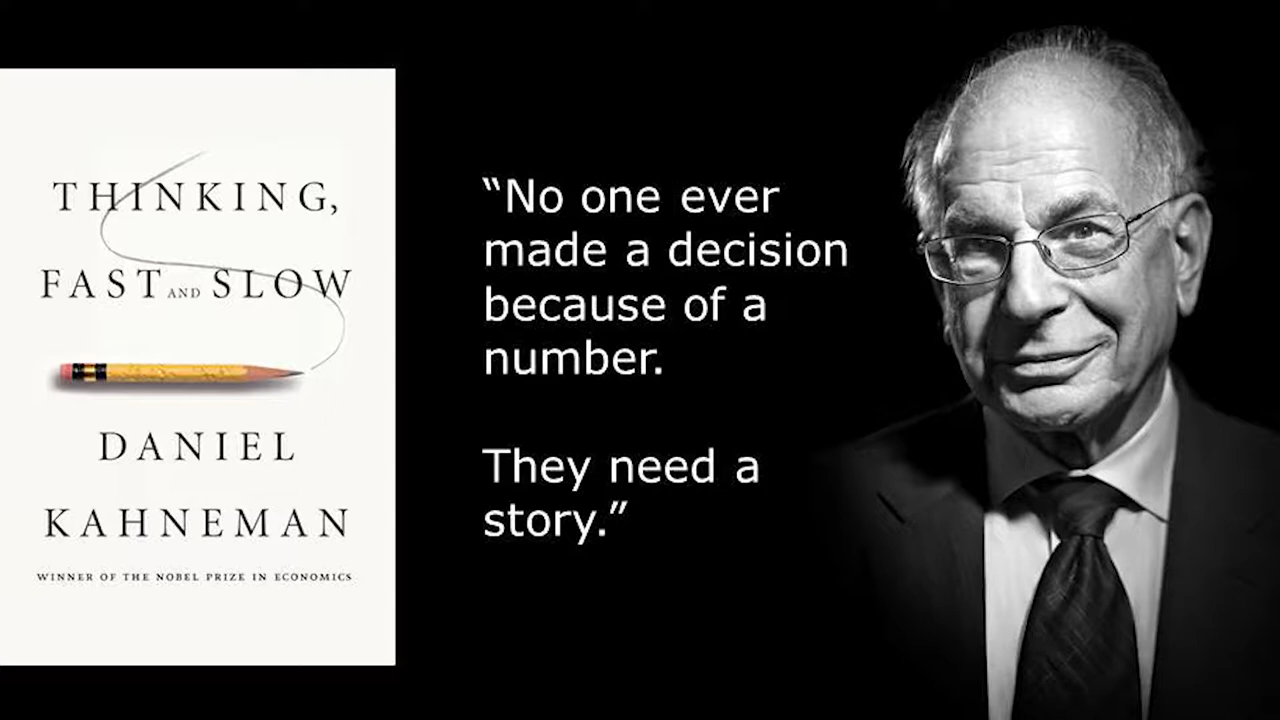 THINKING,
FAST AND SLOW
DANIEL
KAHNEMAN
WINNER OF THE NOBEL PRIZE IN ECONOMICS
“No one ever
made a decision
because of a
number.
They need a
story.”